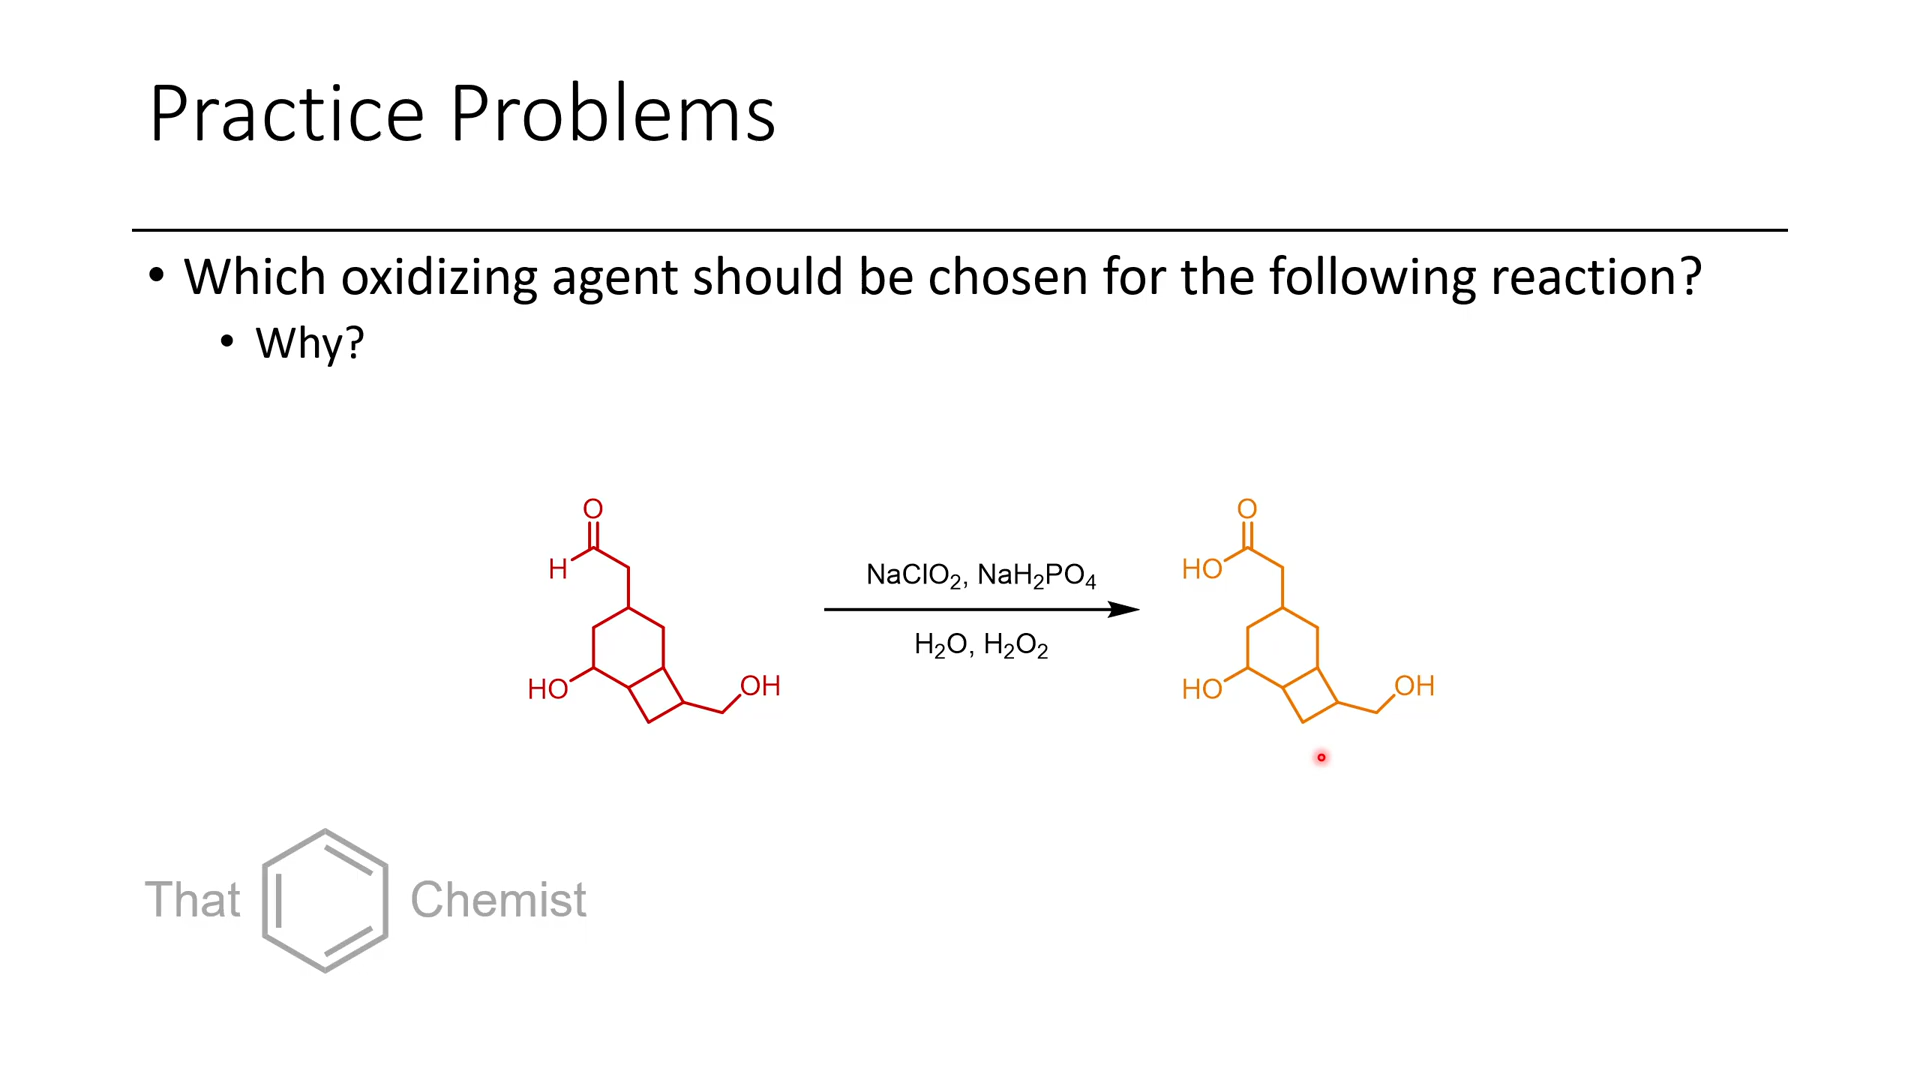 Practice Problems
• Which oxidizing agent should be chosen for the following reaction?
• Why?
O
H
HO
OH
NaClO₂, NaH₂PO₄
H₂O, H₂O₂
O
HO
HO
OH
That Chemist